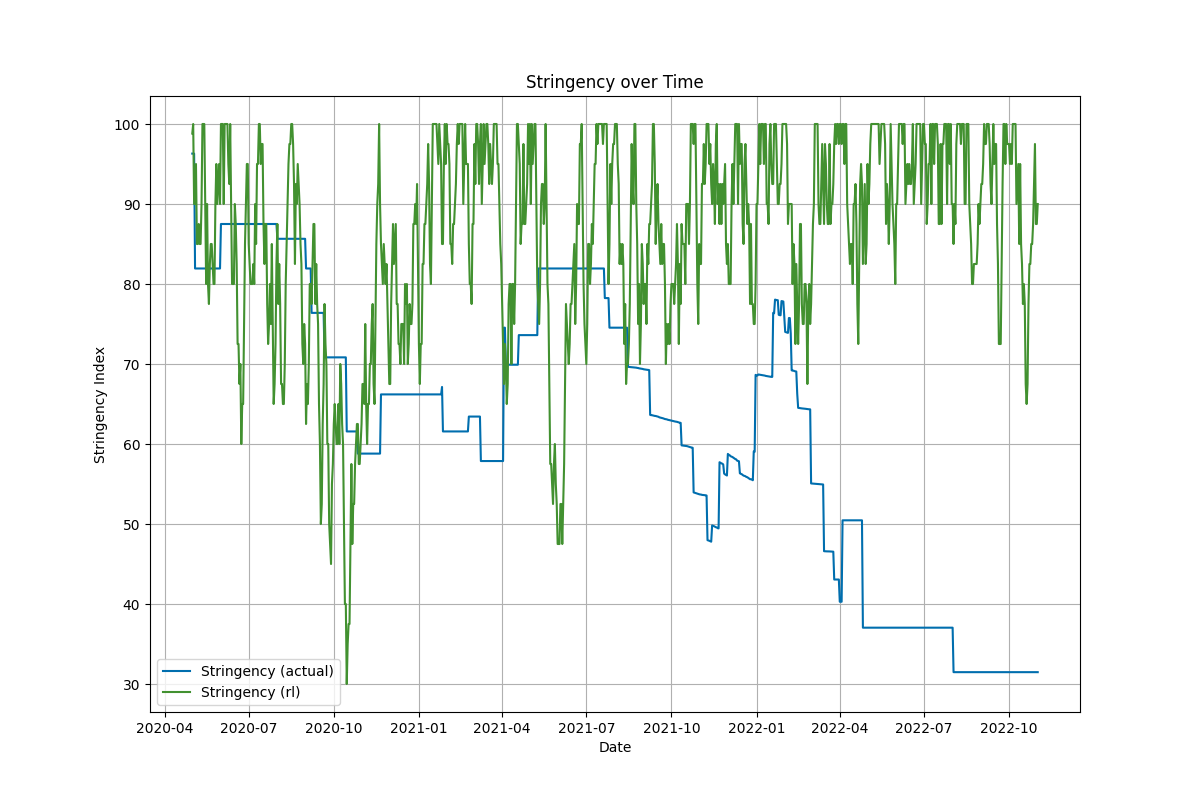 Stringency over Time
Stringency Index
100
90
80
70
60
50
40
30
Stringency (actual)
Stringency (rl)
2020-04 2020-07 2020-10 2021-01 2021-04 2021-07 2021-10 2022-01 2022-04 2022-07 2022-10
Date